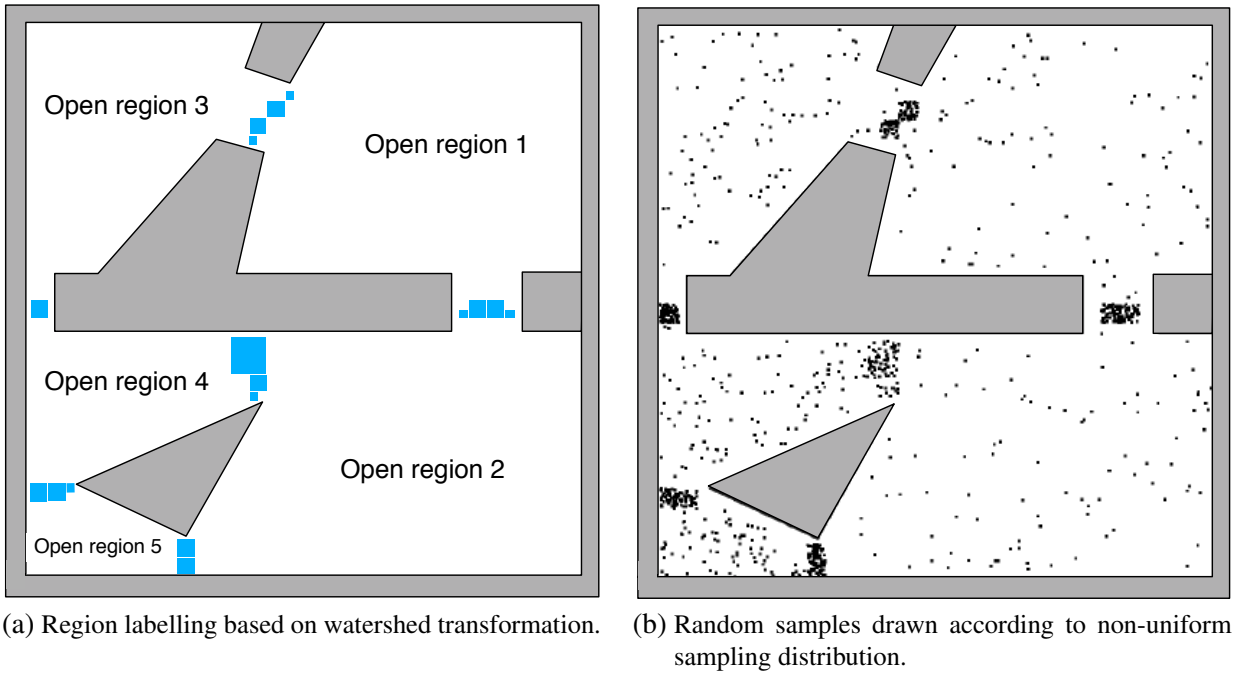 Open region 3
Open region 1
Open region 4
Open region 2
Open region 5
(a) Region labelling based on watershed transformation.
(b) Random samples drawn according to non-uniform
sampling distribution.